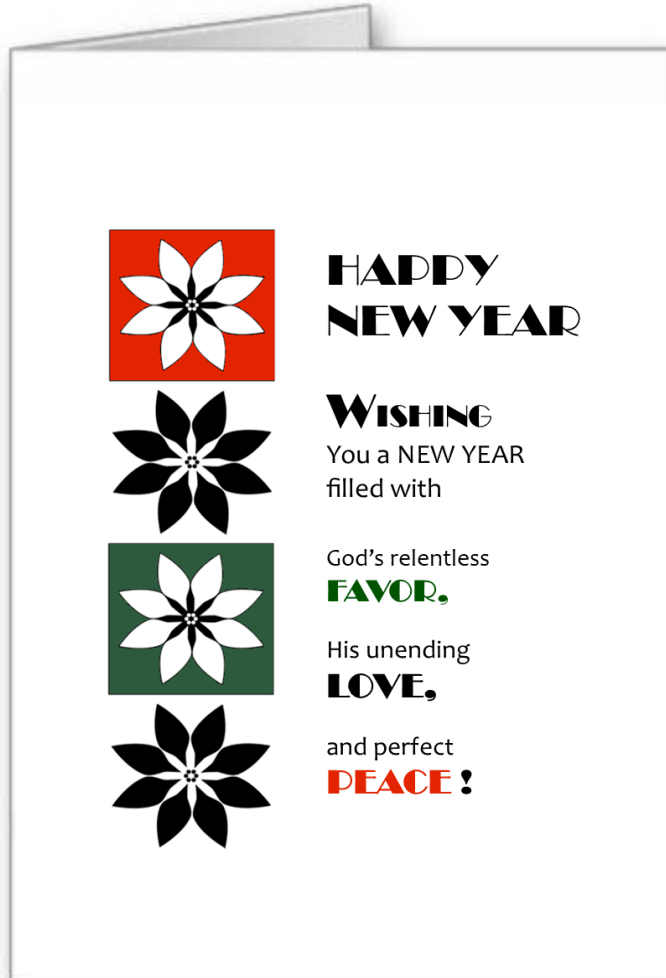 HAPPY
NEW YEAR
WISHING
You a NEW YEAR
filled with
God's relentless
FAVOR,
His unending
LOVE,
and perfect
PEACE !